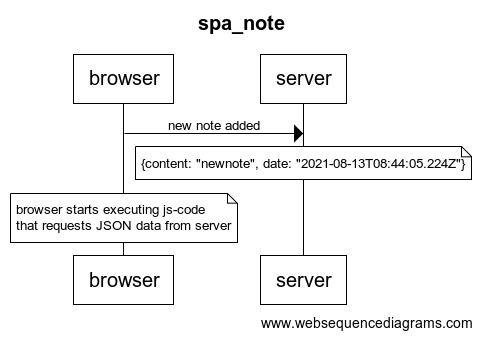 spa_note
browser
server
new note added
{content: "newnote", date: "2021-08-13T08:44:05.224Z"}
browser starts executing js-code
that requests JSON data from server
browser
server
www.websequencediagrams.com